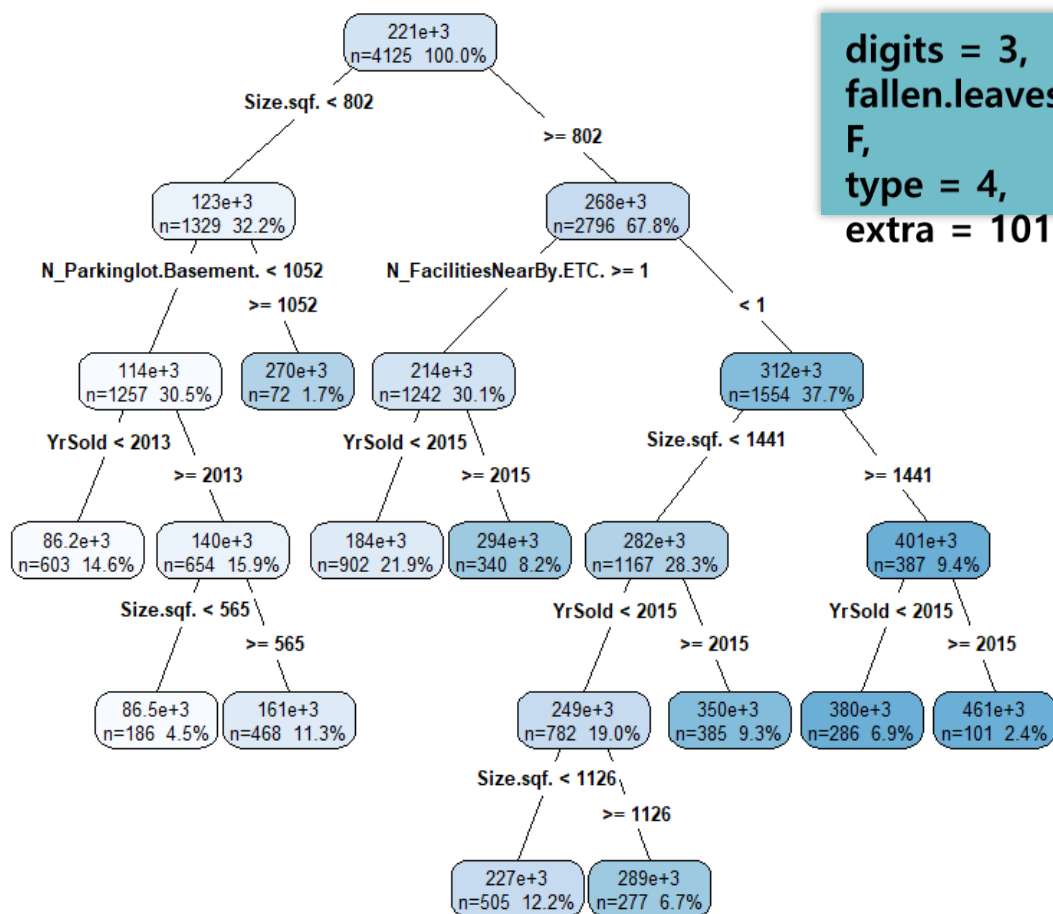 221e+3
n=4125 100.0%
digits = 3,
fallen.leaves
F,
type = 4,
extra = 101
Size.sqf. < 802
>= 802
123e+3
n=1329 32.2%
268e+3
n=2796 67.8%
N_Parkinglot.Basement. < 1052
>= 1052
N_FacilitiesNearBy.ETC. >= 1
< 1
114e+3
n=1257 30.5%
270e+3
n=72 1.7%
214e+3
n=1242 30.1%
312e+3
n=1554 37.7%
YrSold < 2013
>= 2013
YrSold < 2015
>= 2015
Size.sqf. < 1441
>= 1441
86.2e+3
n=603 14.6%
140e+3
n=654 15.9%
184e+3
n=902 21.9%
294e+3
n=340 8.2%
282e+3
n=1167 28.3%
401e+3
n=387 9.4%
Size.sqf. < 565
>= 565
YrSold < 2015
>= 2015
YrSold < 2015
>= 2015
86.5e+3
n=186 4.5%
161e+3
n=468 11.3%
249e+3
n=782 19.0%
350e+3
n=385 9.3%
380e+3
n=286 6.9%
461e+3
n=101 2.4%
Size.sqf. < 1126
>= 1126
227e+3
n=505 12.2%
289e+3
n=277 6.7%